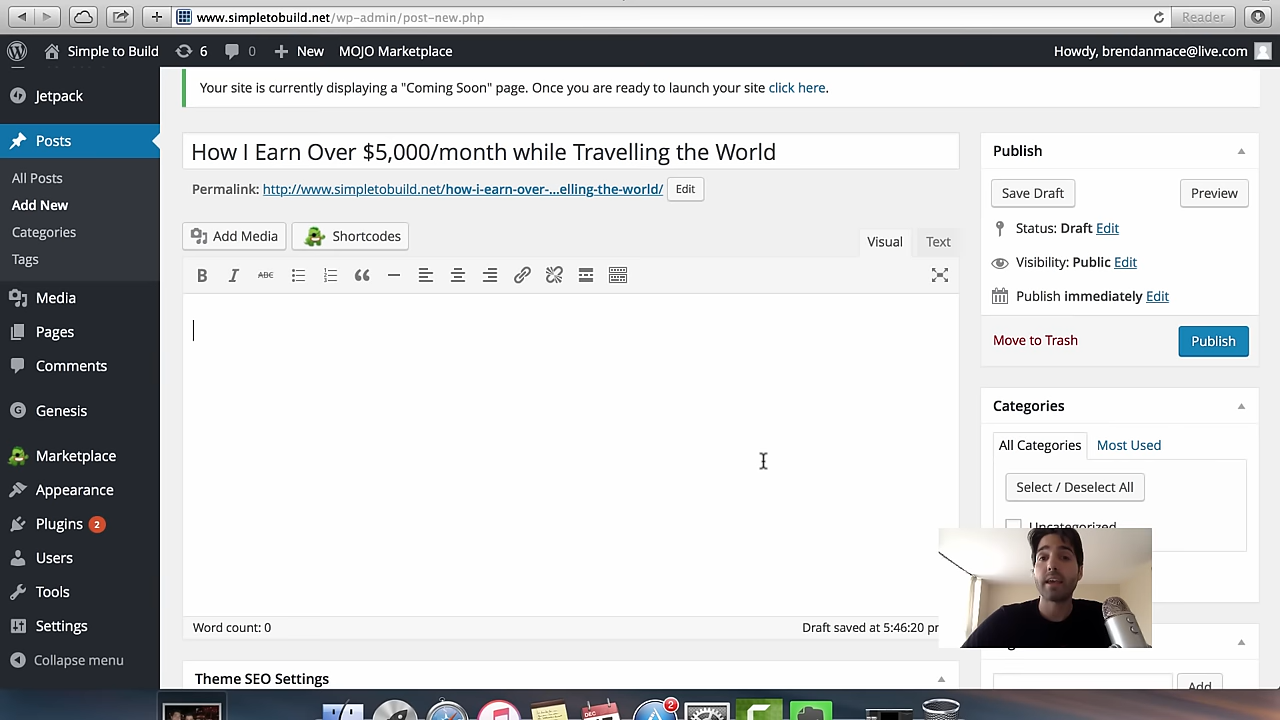 www.simpletobuild.net/wp-admin/post-new.php
Reader
Simple to Build
6
0
New
MOJO Marketplace
Howdy, brendanmace@live.com
Jetpack
Posts
All Posts
Add New
Categories
Tags
Media
Pages
Comments
Genesis
Marketplace
Appearance
Plugins 2
Users
Tools
Settings
Collapse menu
Your site is currently displaying a "Coming Soon" page. Once you are ready to launch your site click here.
How I Earn Over $5,000/month while Travelling the World
Permalink: http://www.simpletobuild.net/how-i-earn-over-...elling-the-world/ Edit
Add Media
Shortcodes
Visual
Text
B I ABC
Word count: 0
Draft saved at 5:46:20
Theme SEO Settings
Publish
Save Draft
Preview
Status: Draft Edit
Visibility: Public Edit
Publish immediately Edit
Move to Trash
Publish
Categories
All Categories
Most Used
Select / Deselect All
Uncategorized
Add
DEC
2